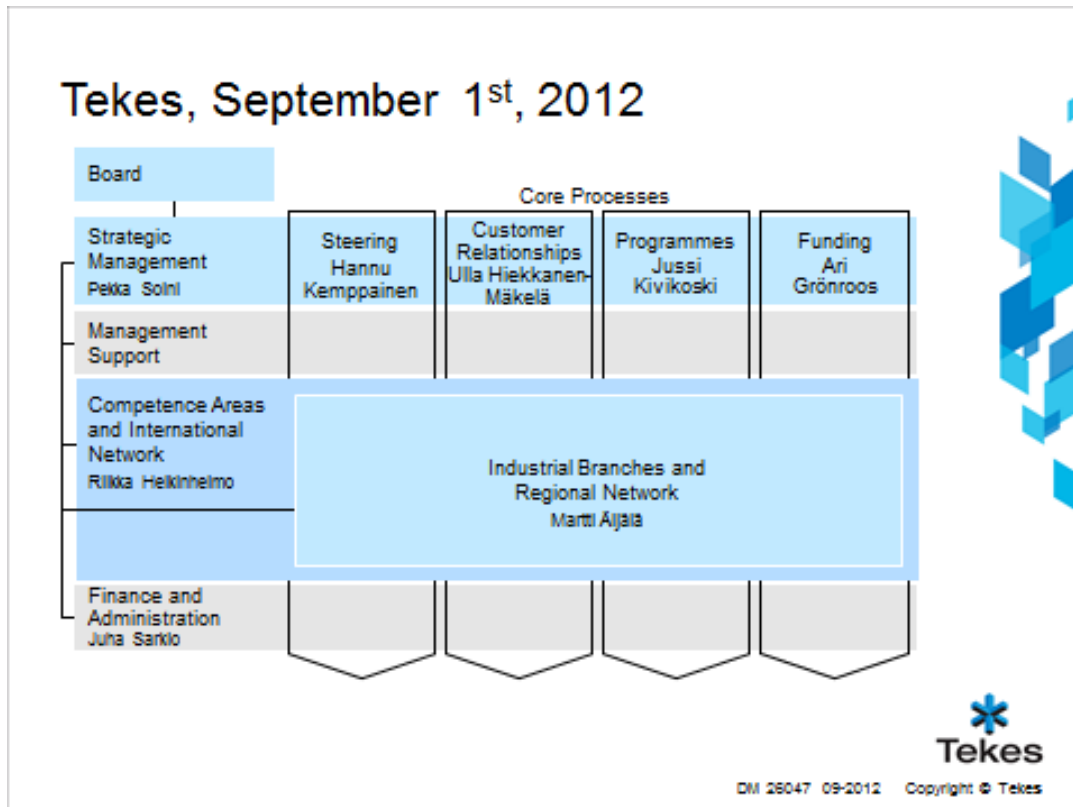 Tekes, September 1st, 2012
Board
Core Processes
Strategic
Management
Pekka Soini
Steering
Hannu
Kemppainen
Customer
Relationships
Ulla Hiekkanen-
Mäkelä
Programmes
Jussi
Kivikoski
Funding
Ari
Grönroos
Management
Support
Competence Areas
and International
Network
Riikka Heikinheimo
Industrial Branches and
Regional Network
Martti Äijälä
Finance and
Administration
Juha Sarkio
Tekes
DM 26047 09-2012 Copyright © Tekes